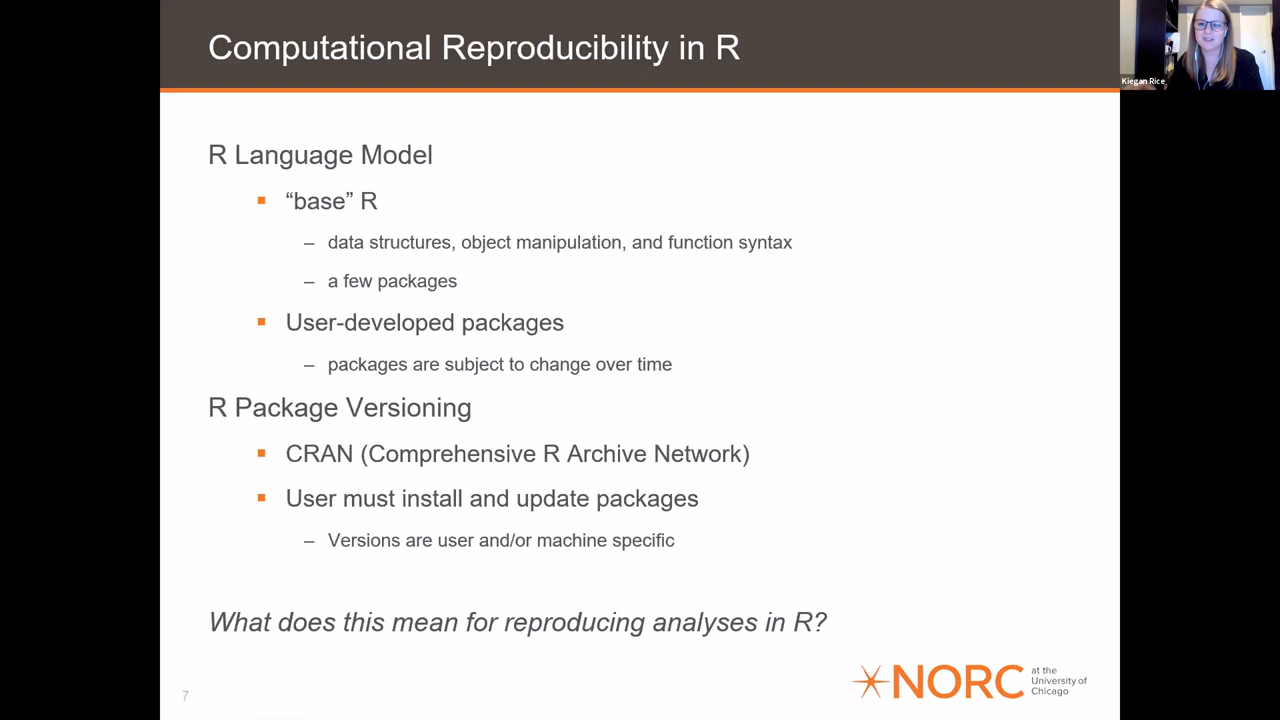 Computational Reproducibility in R
Kiegan Rice
R Language Model
“base” R
– data structures, object manipulation, and function syntax
– a few packages
User-developed packages
– packages are subject to change over time
R Package Versioning
CRAN (Comprehensive R Archive Network)
User must install and update packages
– Versions are user and/or machine specific
What does this mean for reproducing analyses in R?
7
NORC
at the
University of
Chicago